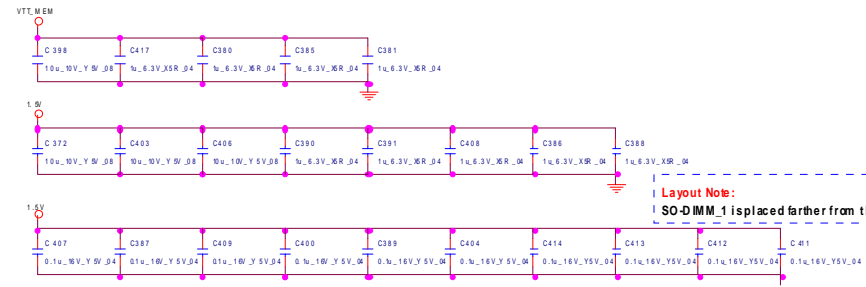 VTT_MEM
C398 C417 C380 C385 C381
10u_10V_Y5V_08 1u_6.3V_X5R_04 1u_6.3V_X5R_04 1u_6.3V_X5R_04 1u_6.3V_X5R_04
1.5V
C372 C403 C406 C390 C391 C408 C386 C388
10u_10V_Y5V_08 10u_10V_Y5V_08 10u_10V_Y5V_08 1u_6.3V_X5R_04 1u_6.3V_X5R_04 1u_6.3V_X5R_04 1u_6.3V_X5R_04 1u_6.3V_X5R_04
Layout Note:
SO-DIMM_1 is placed farther from
1.5V
C407 C387 C409 C400 C389 C404 C414 C413 C412 C411
0.1u_16V_Y5V_04 0.1u_16V_Y5V_04 0.1u_16V_Y5V_04 0.1u_16V_Y5V_04 0.1u_16V_Y5V_04 0.1u_16V_Y5V_04 0.1u_16V_Y5V_04 0.1u_16V_Y5V_04 0.1u_16V_Y5V_04 0.1u_16V_Y5V_04